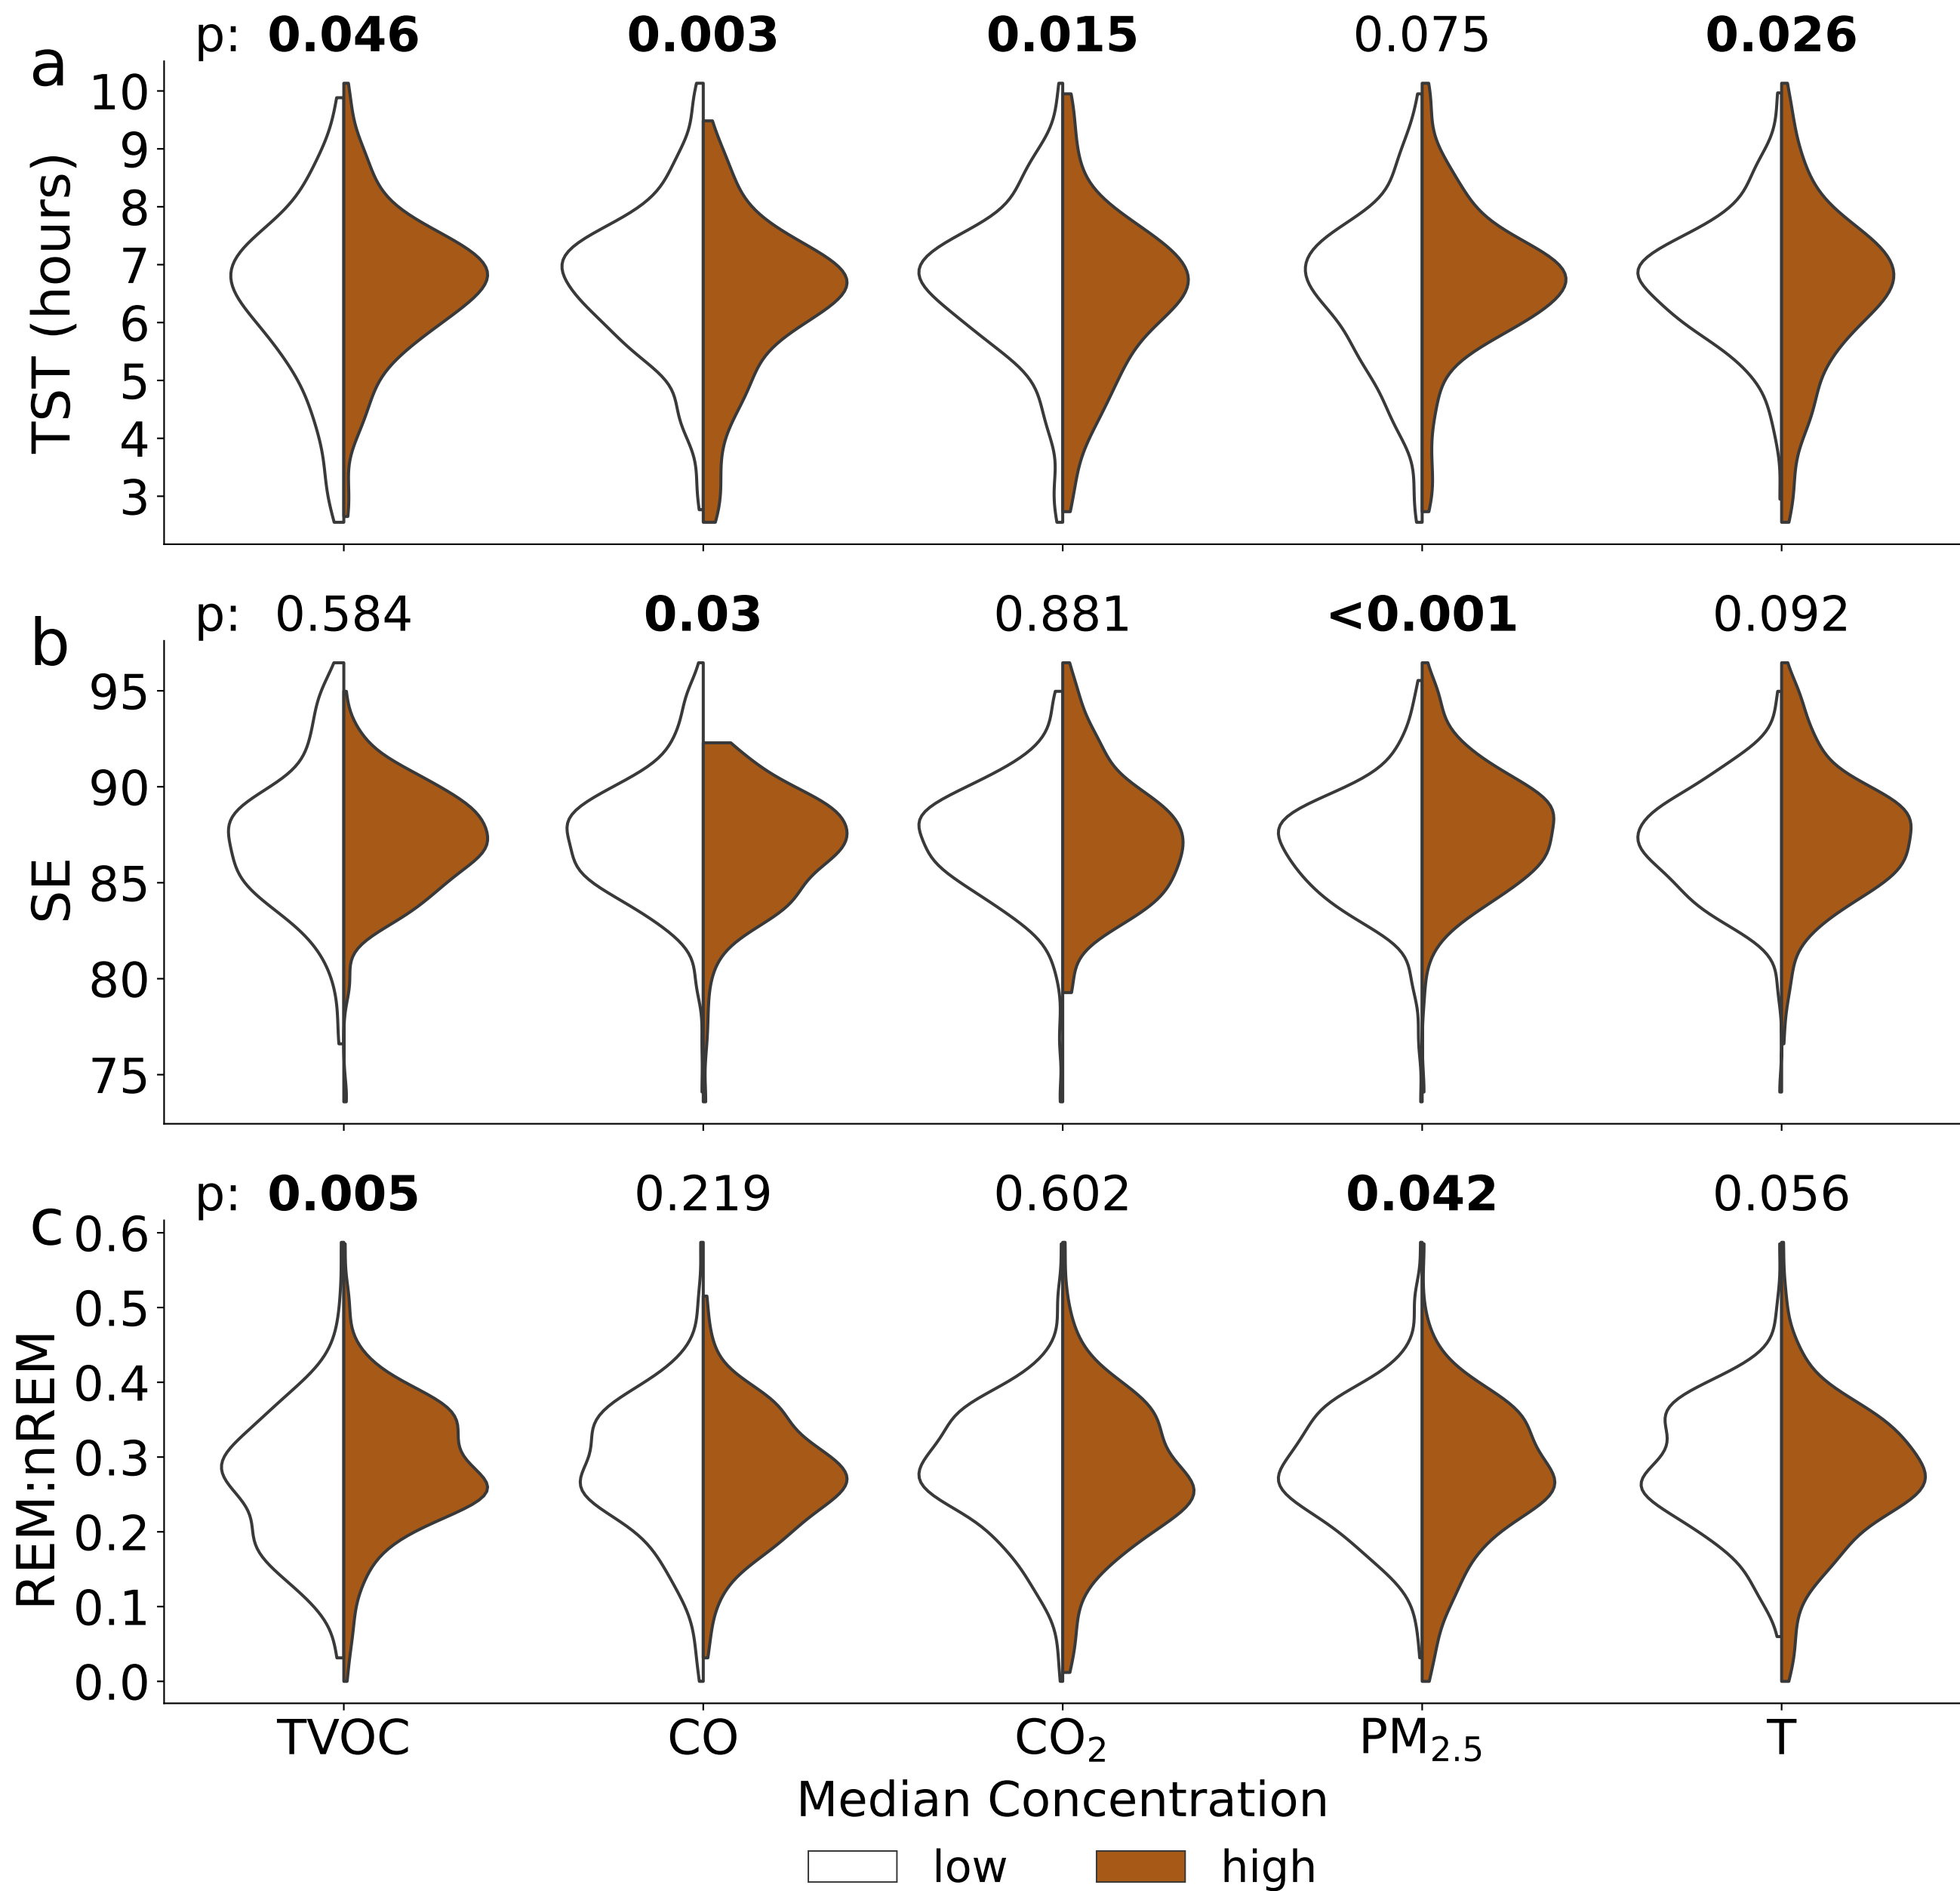 a
p: 0.046 0.003 0.015 0.075 0.026
TST (hours)
10
9
8
7
6
5
4
3
b
p: 0.584 0.03 0.881 <0.001 0.092
SE
95
90
85
80
75
c
p: 0.005 0.219 0.602 0.042 0.056
REM:nREM
0.6
0.5
0.4
0.3
0.2
0.1
0.0
TVOC CO CO₂ PM₂.₅ T
Median Concentration
low high